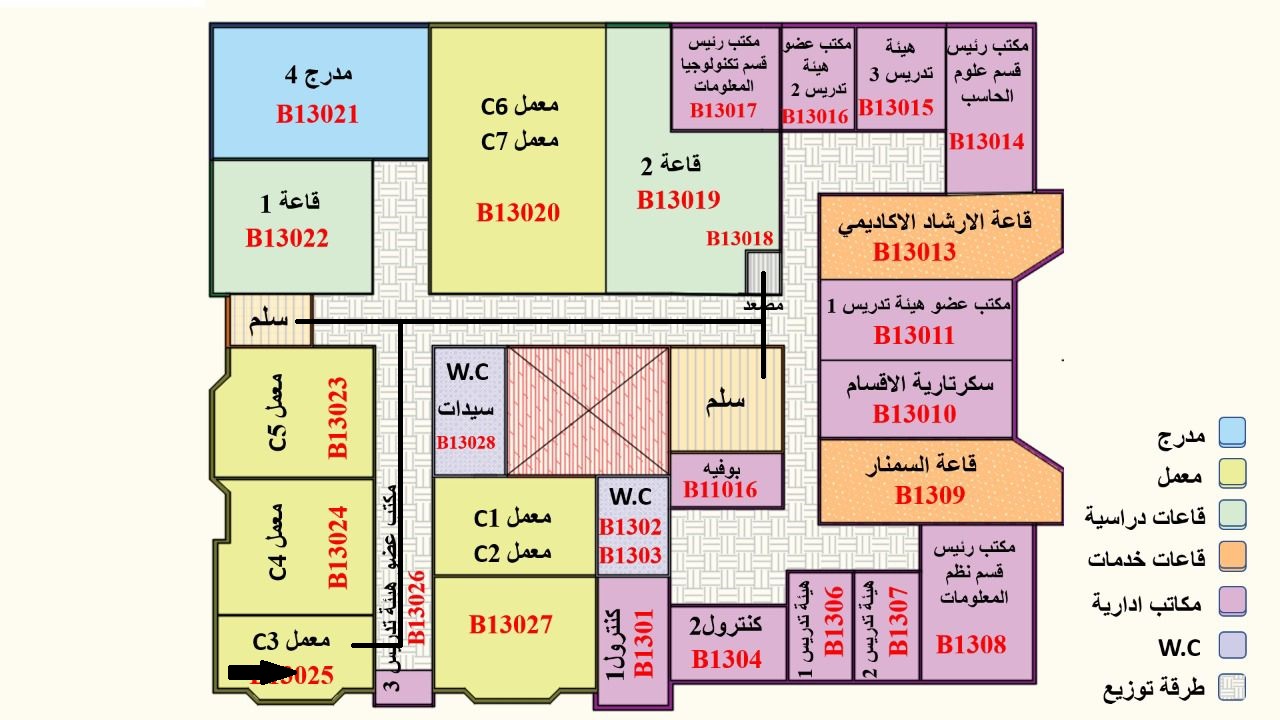 مدرج 4
B13021
معمل C6
معمل C7
B13020
قاعة 2
B13019
B13018
مصعد
مكتب رئيس
قسم تكنولوجيا
المعلومات
B13017
مكتب عضو
هيئة
تدريس 2
B13016
هيئة
تدريس 3
B13015
مكتب رئيس
قسم علوم
الحاسب
B13014
قاعة 1
B13022
قاعة الارشاد الاكاديمي
B13013
سلم
مكتب عضو هيئة تدريس 1
B13011
معمل C5
B13023
W.C
سيدات
B13028
سلم
سكرتارية الاقسام
B13010
بوفيه
B11016
قاعة السمنار
B1309
معمل C4
B13024
مكتب عضو هيئة تدريس 3
B13026
معمل C1
معمل C2
W.C
B1302
B1303
معمل C3
B13025
B13027
كنترول1
B1301
كنترول2
B1304
هيئة تدريس 1
B1306
هيئة تدريس 2
B1307
مكتب رئيس
قسم نظم
المعلومات
B1308
مدرج
معمل
قاعات دراسية
قاعات خدمات
مكاتب ادارية
W.C
طرقة توزيع